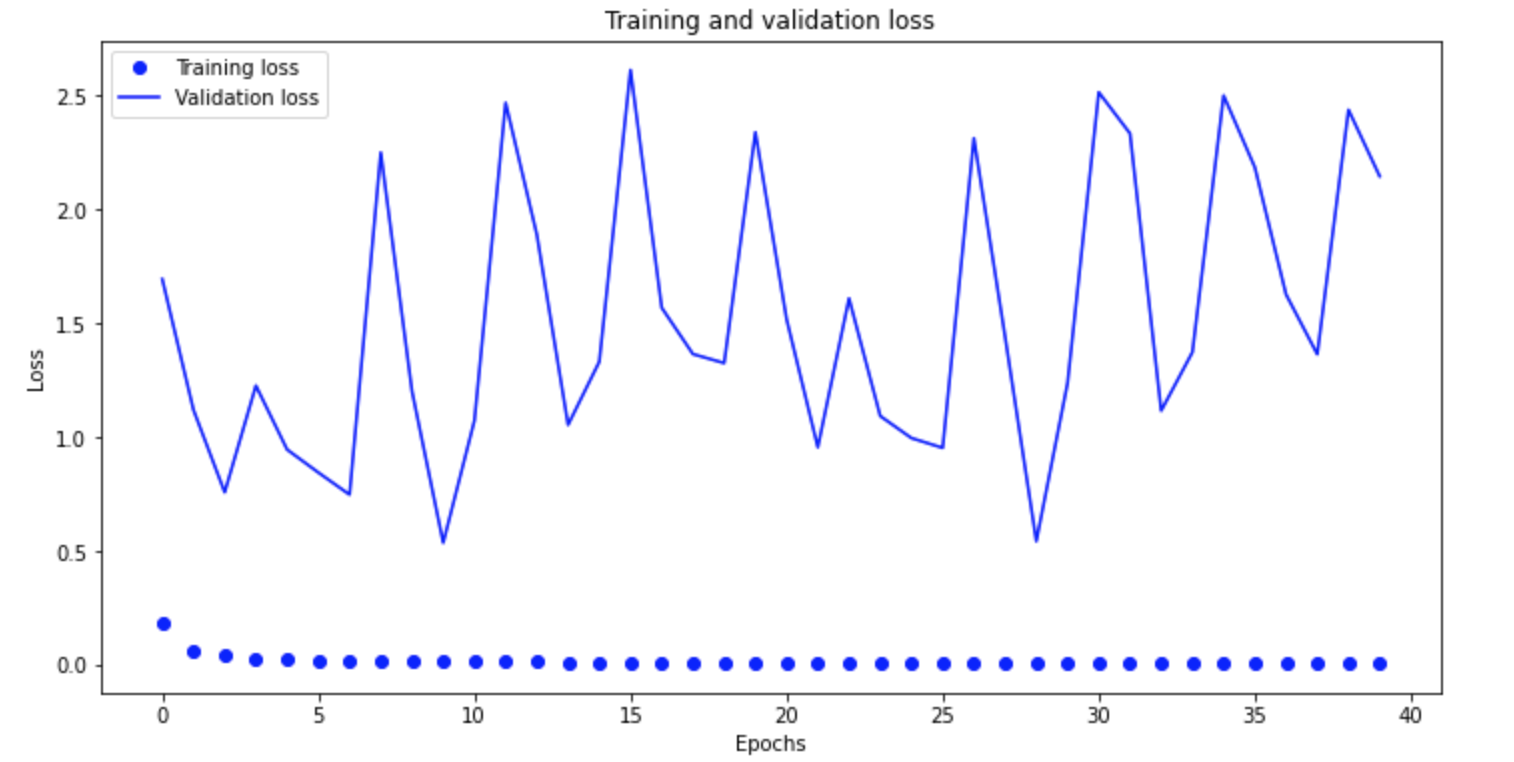 Training and validation loss
Training loss
Validation loss
2.5
2.0
1.5
1.0
0.5
0.0
Loss
0 5 10 15 20 25 30 35 40
Epochs